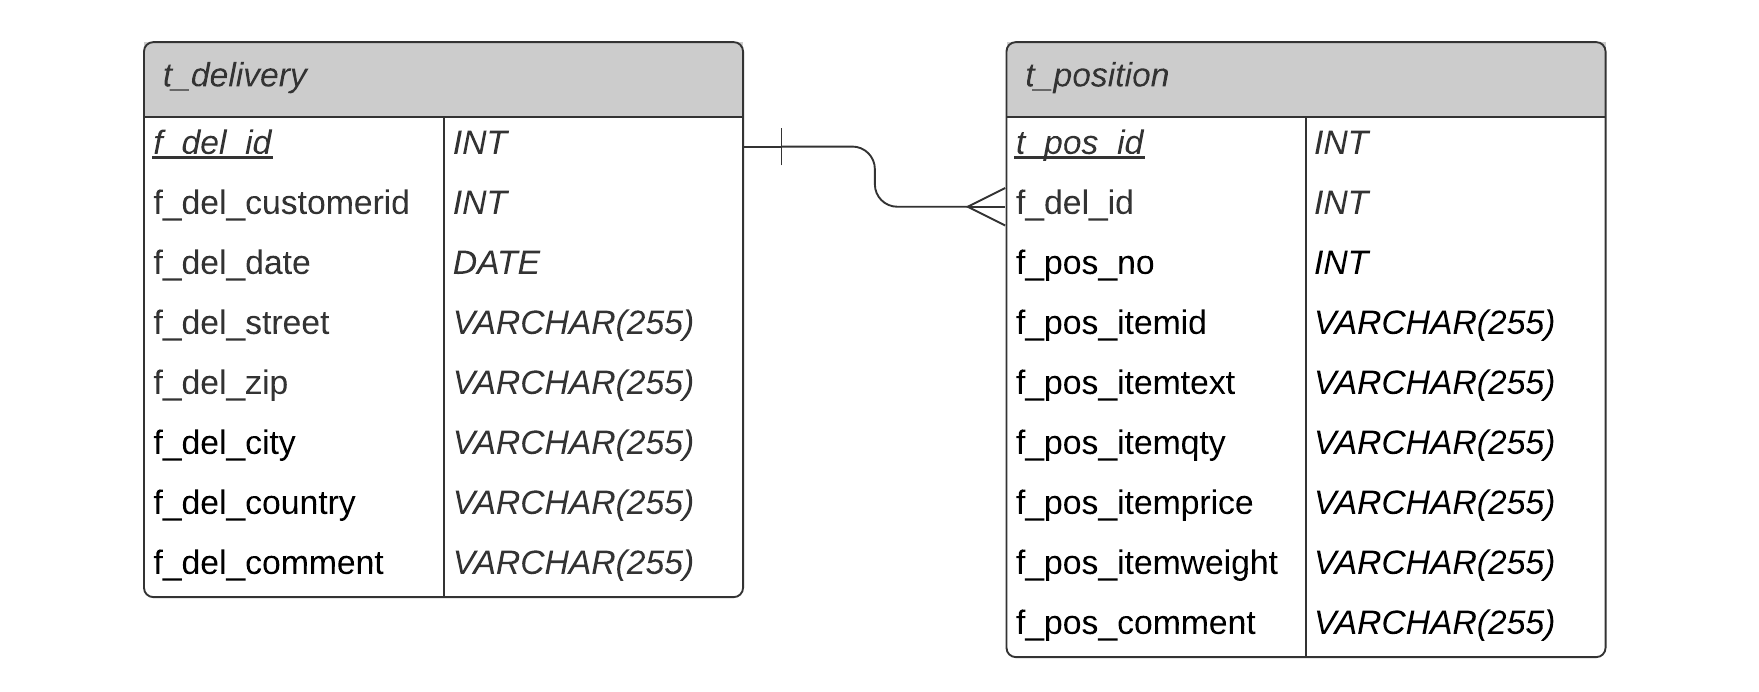 t_delivery
f_del_id INT
f_del_customerid INT
f_del_date DATE
f_del_street VARCHAR(255)
f_del_zip VARCHAR(255)
f_del_city VARCHAR(255)
f_del_country VARCHAR(255)
f_del_comment VARCHAR(255)
t_position
t_pos_id INT
f_del_id INT
f_pos_no INT
f_pos_itemid VARCHAR(255)
f_pos_itemtext VARCHAR(255)
f_pos_itemqty VARCHAR(255)
f_pos_itemprice VARCHAR(255)
f_pos_itemweight VARCHAR(255)
f_pos_comment VARCHAR(255)